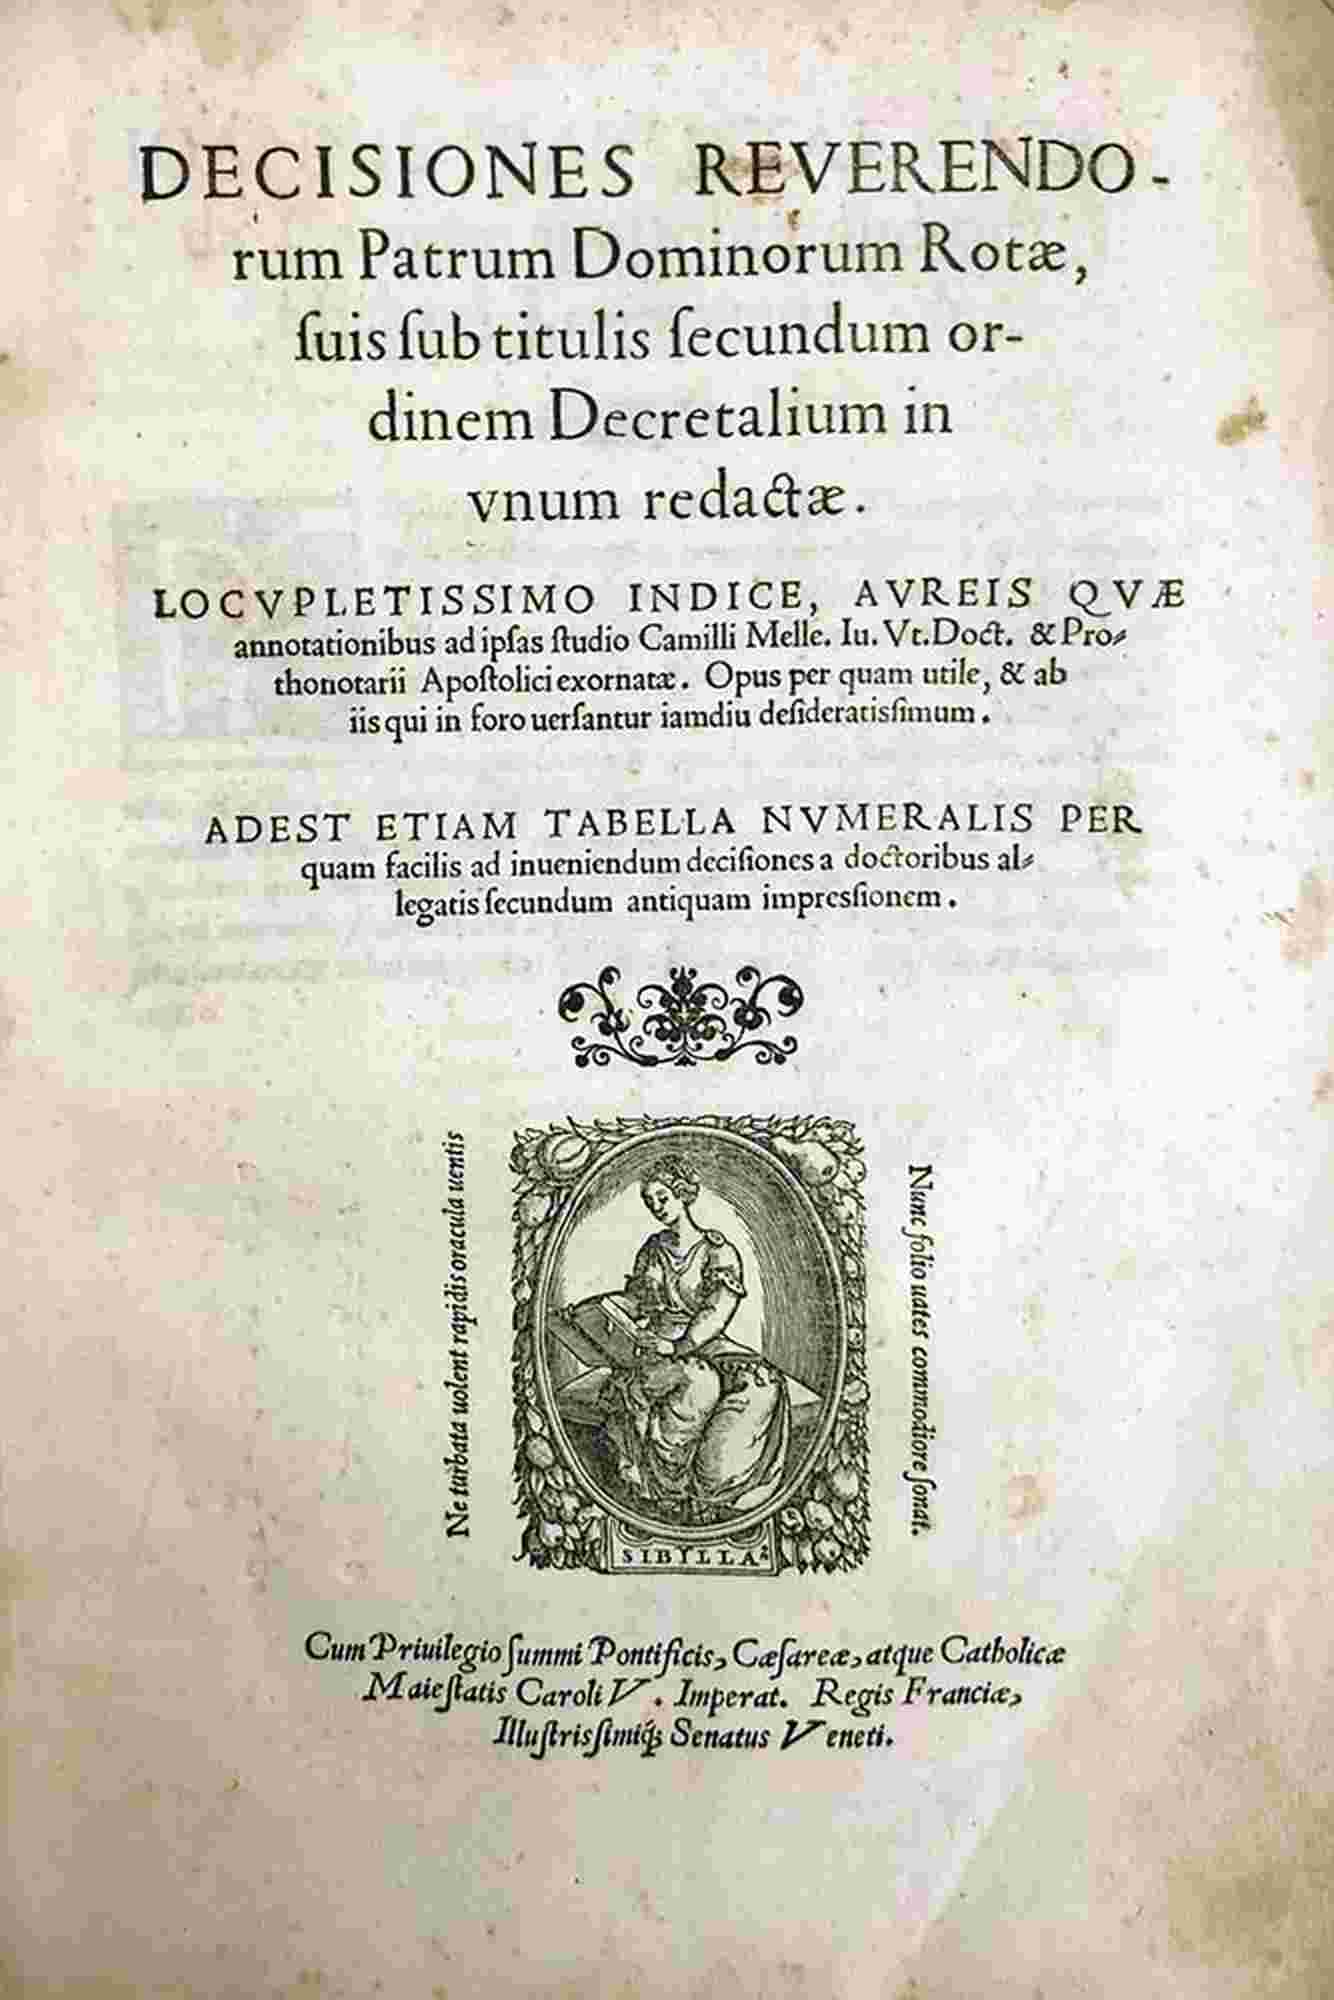 DECISIONES REVERENDO-
rum Patrum Dominorum Rotæ,
ſuis ſub titulis ſecundum or-
dinem Decretalium in
vnum redactæ.
LOCVPLETISSIMO INDICE, AVREIS QVÆ
annotationibus ad ipſas ſtudio Camilli Melle. Iu. Vt. Doct. & Pro-
thonotarii Apoſtolici exornatæ. Opus per quam utile, & ab
iis qui in foro uerſantur iamdiu deſideratisſimum.
ADEST ETIAM TABELLA NVMERALIS PER
quam facilis ad inueniendum deciſiones a doctoribus al-
legatis ſecundum antiquam impresſionem.
Ne turbata uolent rapidis oracula uentis
Nunc folio uates commodiore ſonat.
SIBYLLA
Cum Priuilegio ſummi Pontificis, Cæſareæ, atque Catholicæ
Maieſtatis Caroli V. Imperat. Regis Franciæ,
Illuſtrisſimiq́; Senatus Veneti.